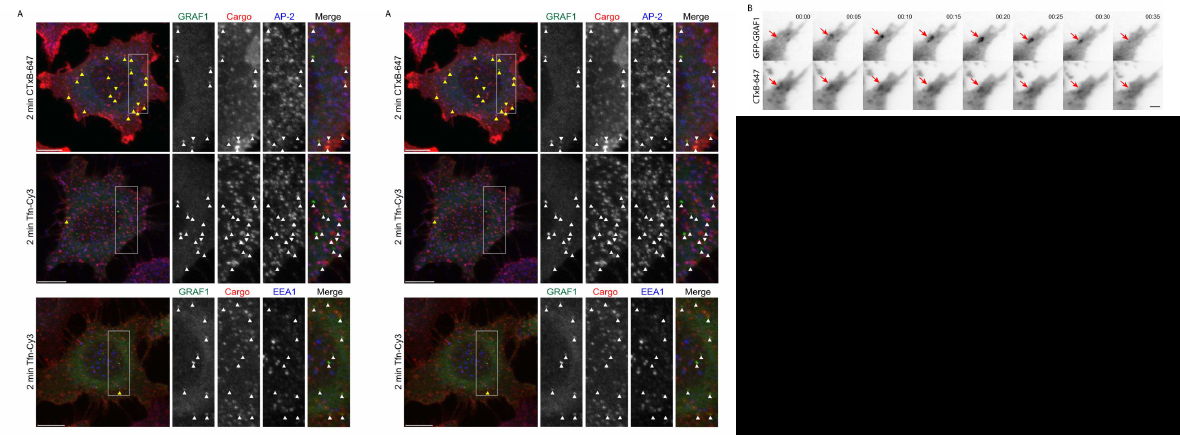 A
GRAF1 Cargo AP-2 Merge
2 min CTxB-647
2 min Tfn-Cy3
GRAF1 Cargo EEA1 Merge
2 min Tfn-Cy3
A
GRAF1 Cargo AP-2 Merge
2 min CTxB-647
2 min Tfn-Cy3
GRAF1 Cargo EEA1 Merge
2 min Tfn-Cy3
B
00:00 00:05 00:10 00:15 00:20 00:25 00:30 00:35
GFP-GRAF1
CTxB-647